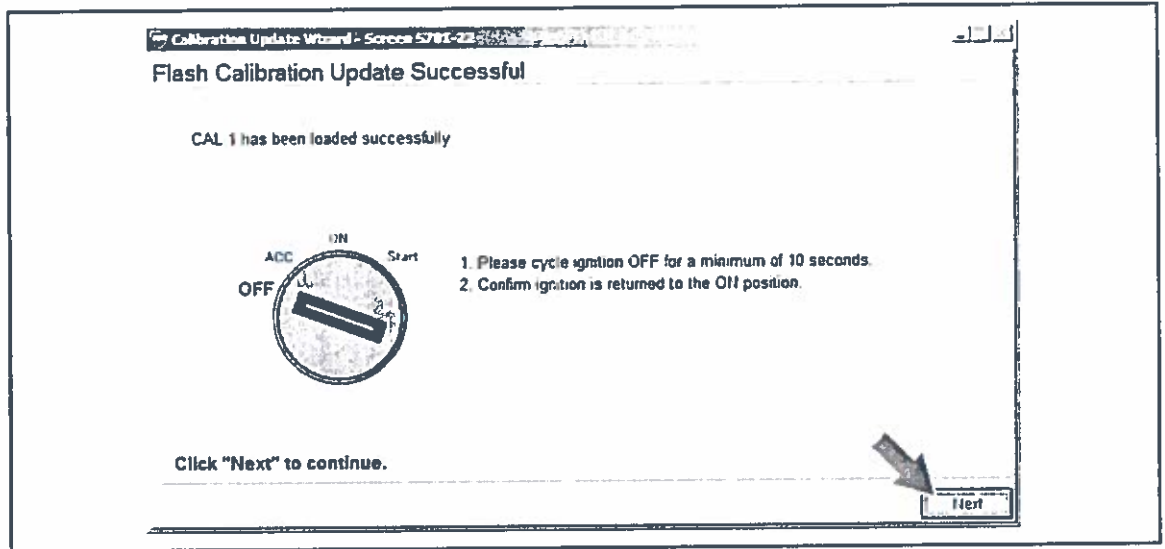 Calibration Update Wizard - Screen S701-22
Flash Calibration Update Successful
CAL 1 has been loaded successfully
ON
ACC
Start
OFF
1. Please cycle ignition OFF for a minimum of 10 seconds.
2. Confirm ignition is returned to the ON position.
Click "Next" to continue.
Next